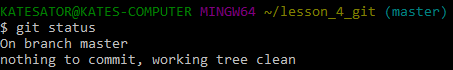 KATESATOR@KATES-COMPUTER MINGW64 ~/lesson_4_git (master)
$ git status
On branch master
nothing to commit, working tree clean